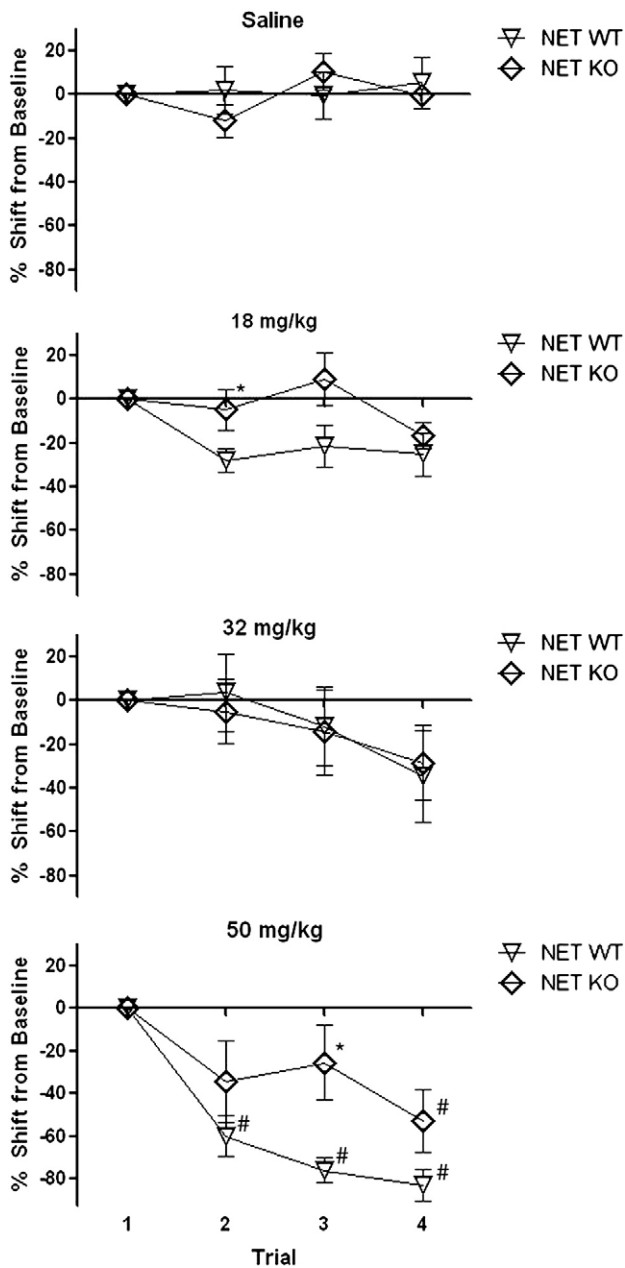 Saline
NET WT
NET KO
% Shift from Baseline
20
0
-20
-40
-60
-80
18 mg/kg
NET WT
NET KO
% Shift from Baseline
20
0
-20
-40
-60
-80
*
32 mg/kg
NET WT
NET KO
% Shift from Baseline
20
0
-20
-40
-60
-80
50 mg/kg
NET WT
NET KO
% Shift from Baseline
20
0
-20
-40
-60
-80
*
#
#
#
#
1 2 3 4
Trial